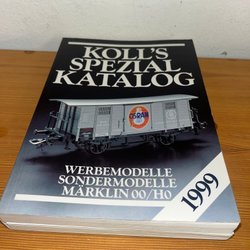 KOLL'S
SPEZIAL
KATALOG
OSRAM
WERBEMODELLE
SONDERMODELLE
MÄRKLIN 00/H0
1999